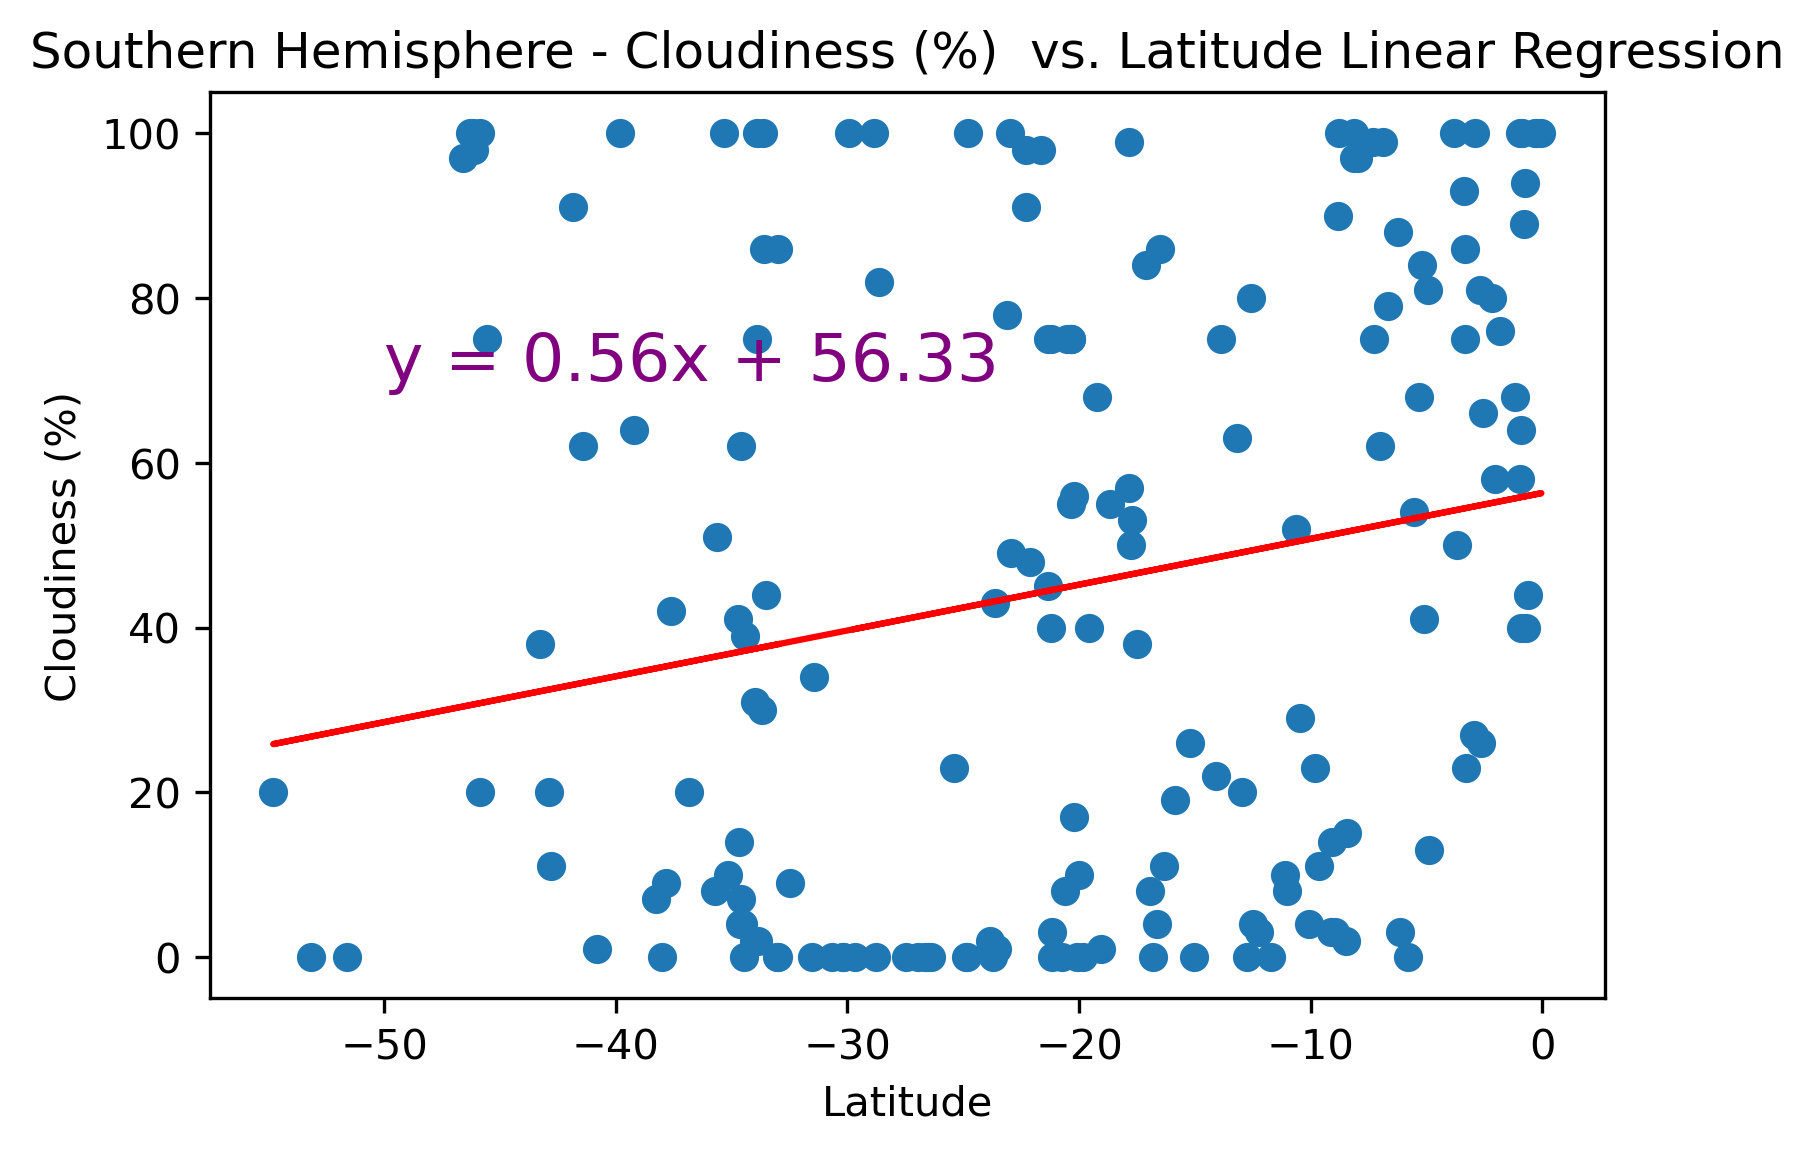 Southern Hemisphere - Cloudiness (%)  vs. Latitude Linear Regression
100
80
60
40
20
0
Cloudiness (%)
y = 0.56x + 56.33
−50 −40 −30 −20 −10 0
Latitude